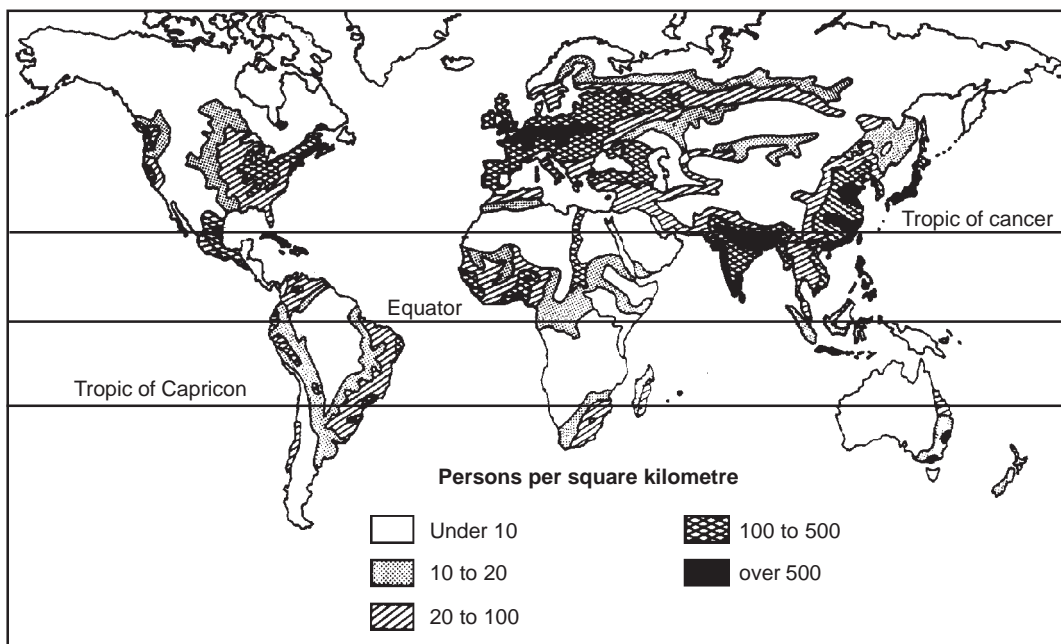 Tropic of cancer
Equator
Tropic of Capricon
Persons per square kilometre
Under 10
100 to 500
10 to 20
over 500
20 to 100